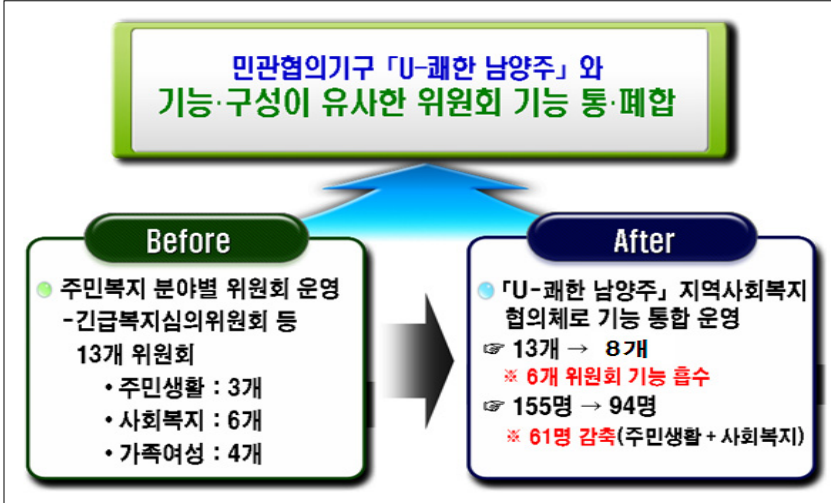 민관협의기구 「U-쾌한 남양주」와
기능·구성이 유사한 위원회 기능 통·폐합
Before
주민복지 분야별 위원회 운영
-긴급복지심의위원회 등
13개 위원회
• 주민생활 : 3개
• 사회복지 : 6개
• 가족여성 : 4개
After
「U-쾌한 남양주」 지역사회복지
협의체로 기능 통합 운영
☞ 13개 → 8개
※ 6개 위원회 기능 흡수
☞ 155명 → 94명
※ 61명 감축(주민생활+사회복지)